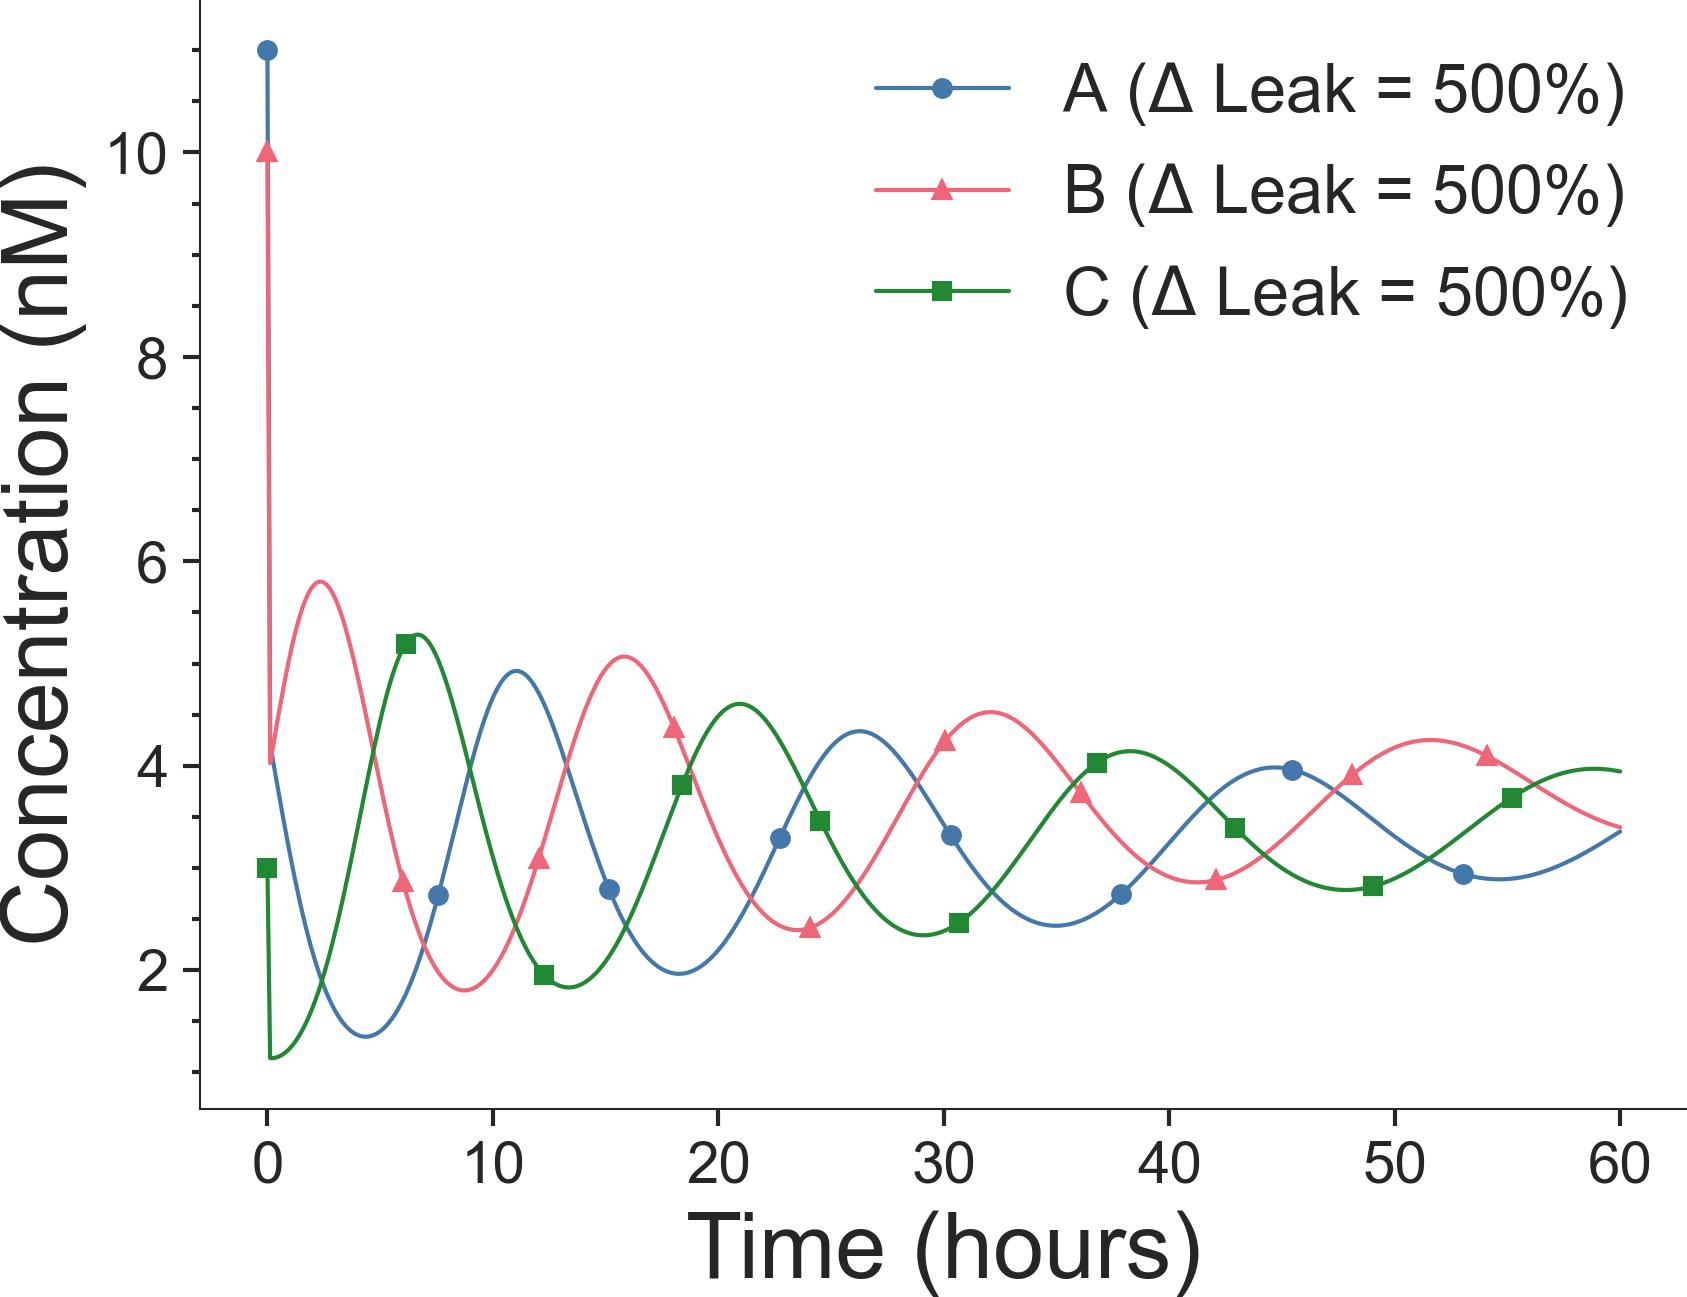 Concentration (nM)
10
8
6
4
2
A (Δ Leak = 500%)
B (Δ Leak = 500%)
C (Δ Leak = 500%)
0 10 20 30 40 50 60
Time (hours)